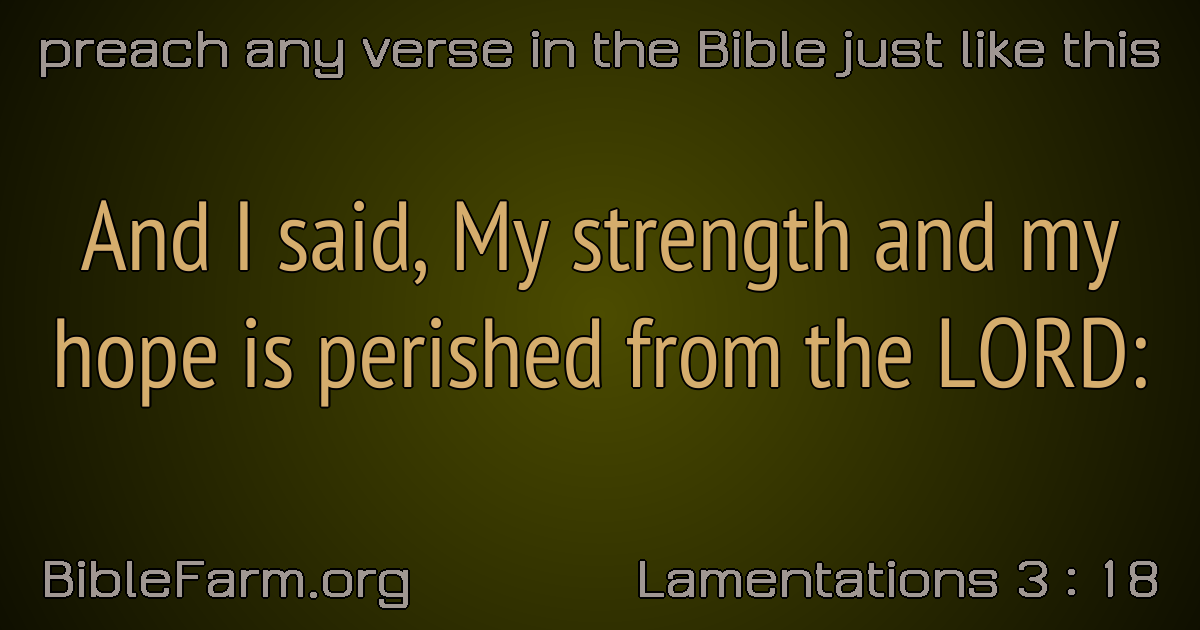 preach any verse in the Bible just like this
And I said, My strength and my
hope is perished from the LORD:
BibleFarm.org
Lamentations 3 : 18